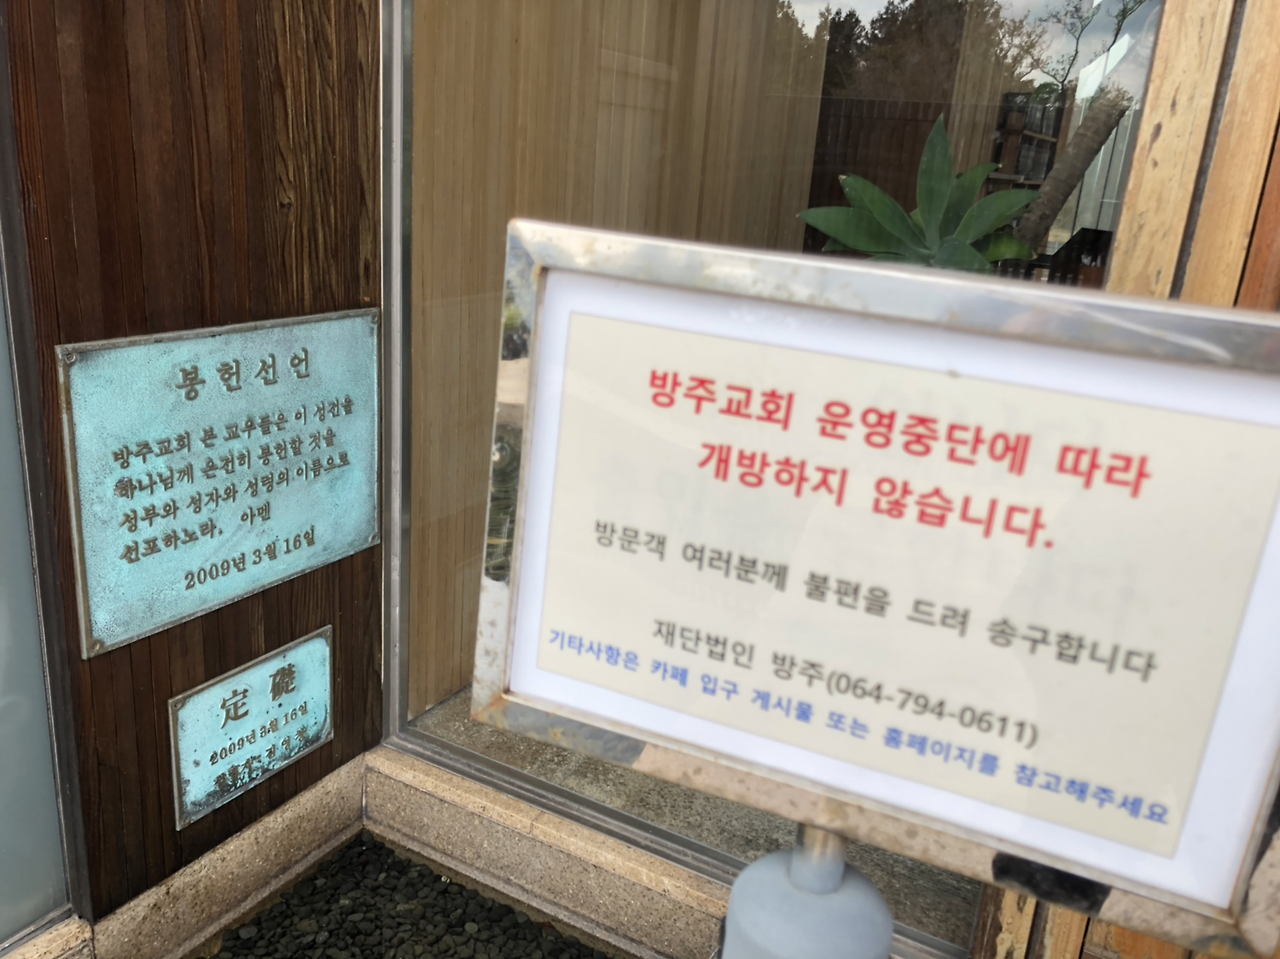 봉헌선언
방주교회 본 교우들은 이 성전을
하나님께 온전히 봉헌할 것을
성부와 성자와 성령의 이름으로
선포하노라. 아멘
2009년 3월 16일
定 礎
2009년 3월 16일
방주교회 운영중단에 따라
개방하지 않습니다.
방문객 여러분께 불편을 드려 송구합니다
재단법인 방주(064-794-0611)
기타사항은 카페 입구 게시물 또는 홈페이지를 참고해주세요